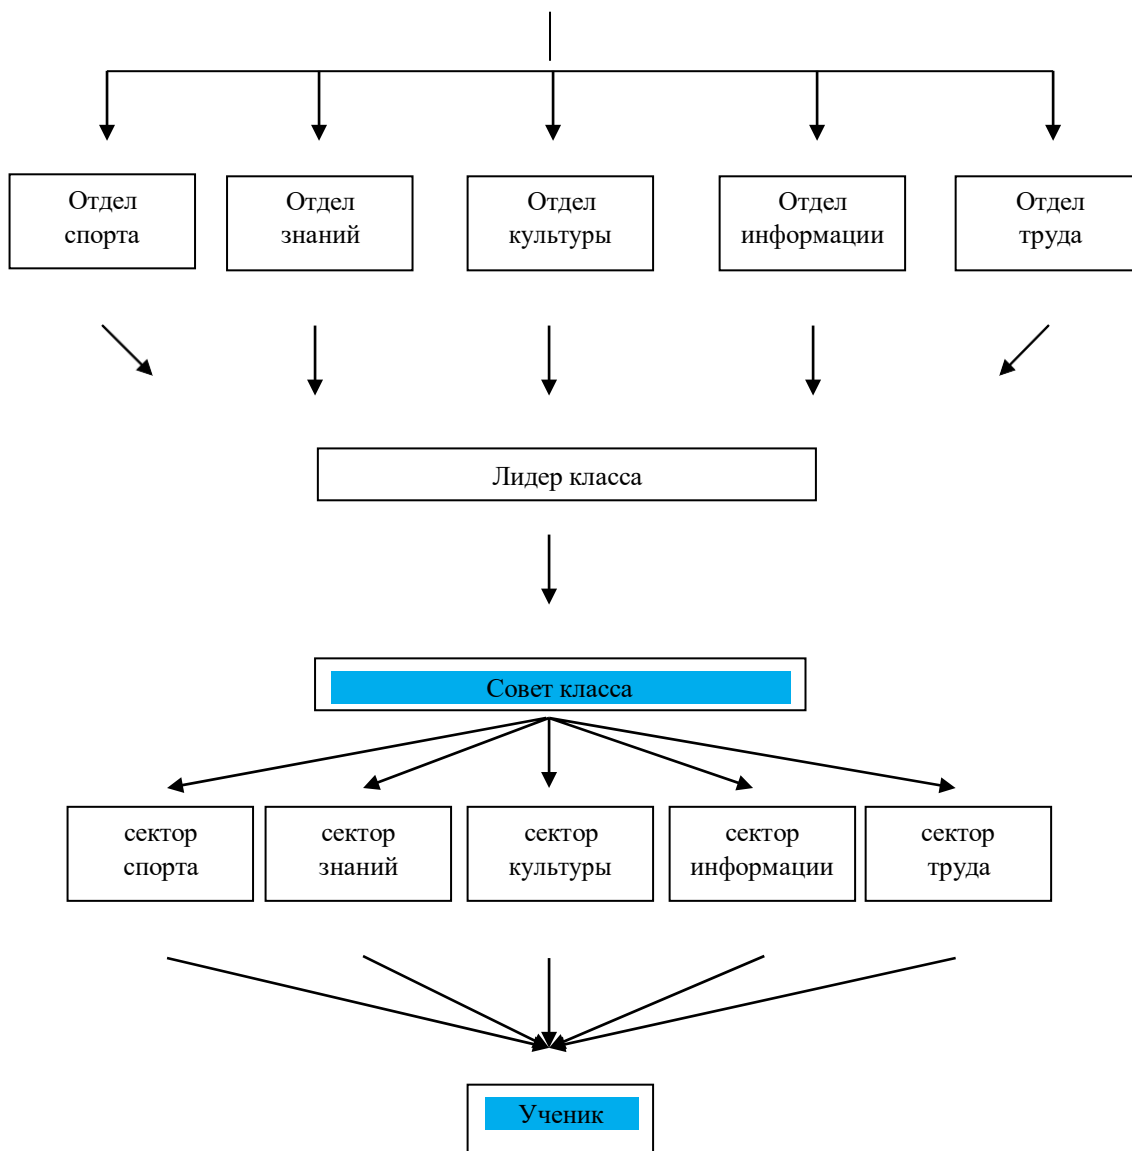 Отдел
спорта
Отдел
знаний
Отдел
культуры
Отдел
информации
Отдел
труда
Лидер класса
Совет класса
сектор
спорта
сектор
знаний
сектор
культуры
сектор
информации
сектор
труда
Ученик